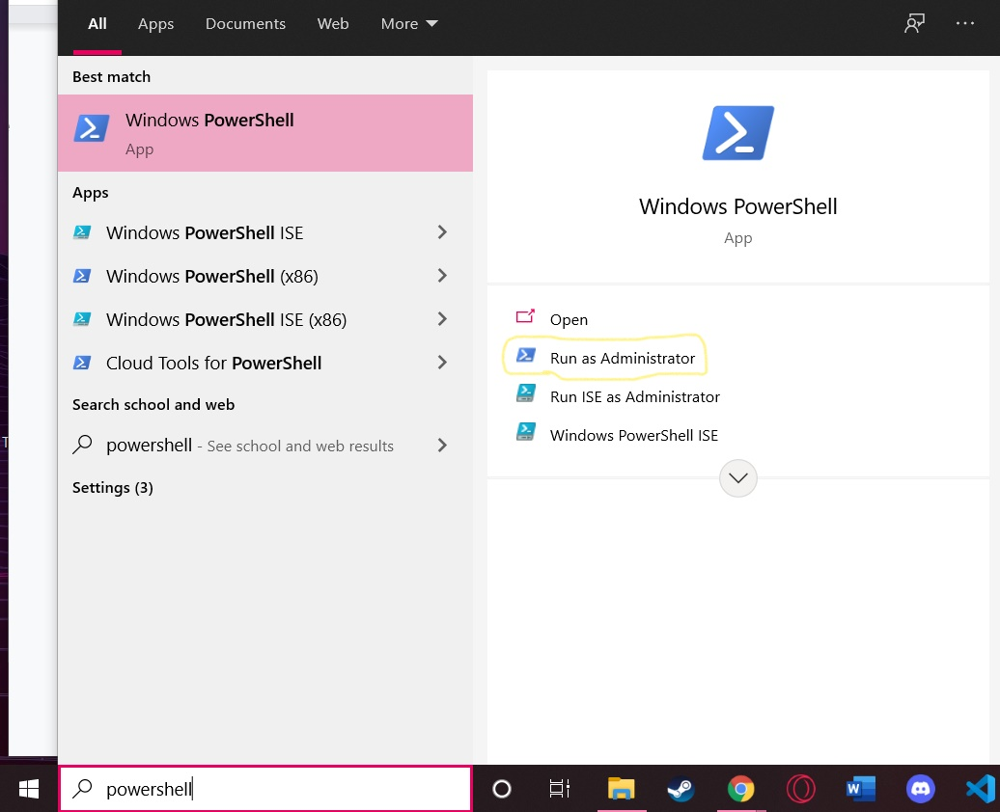 All Apps Documents Web More
Best match
Windows PowerShell
App
Apps
Windows PowerShell ISE
Windows PowerShell (x86)
Windows PowerShell ISE (x86)
Cloud Tools for PowerShell
Search school and web
powershell - See school and web results
Settings (3)
Windows PowerShell
App
Open
Run as Administrator
Run ISE as Administrator
Windows PowerShell ISE
T
powershell